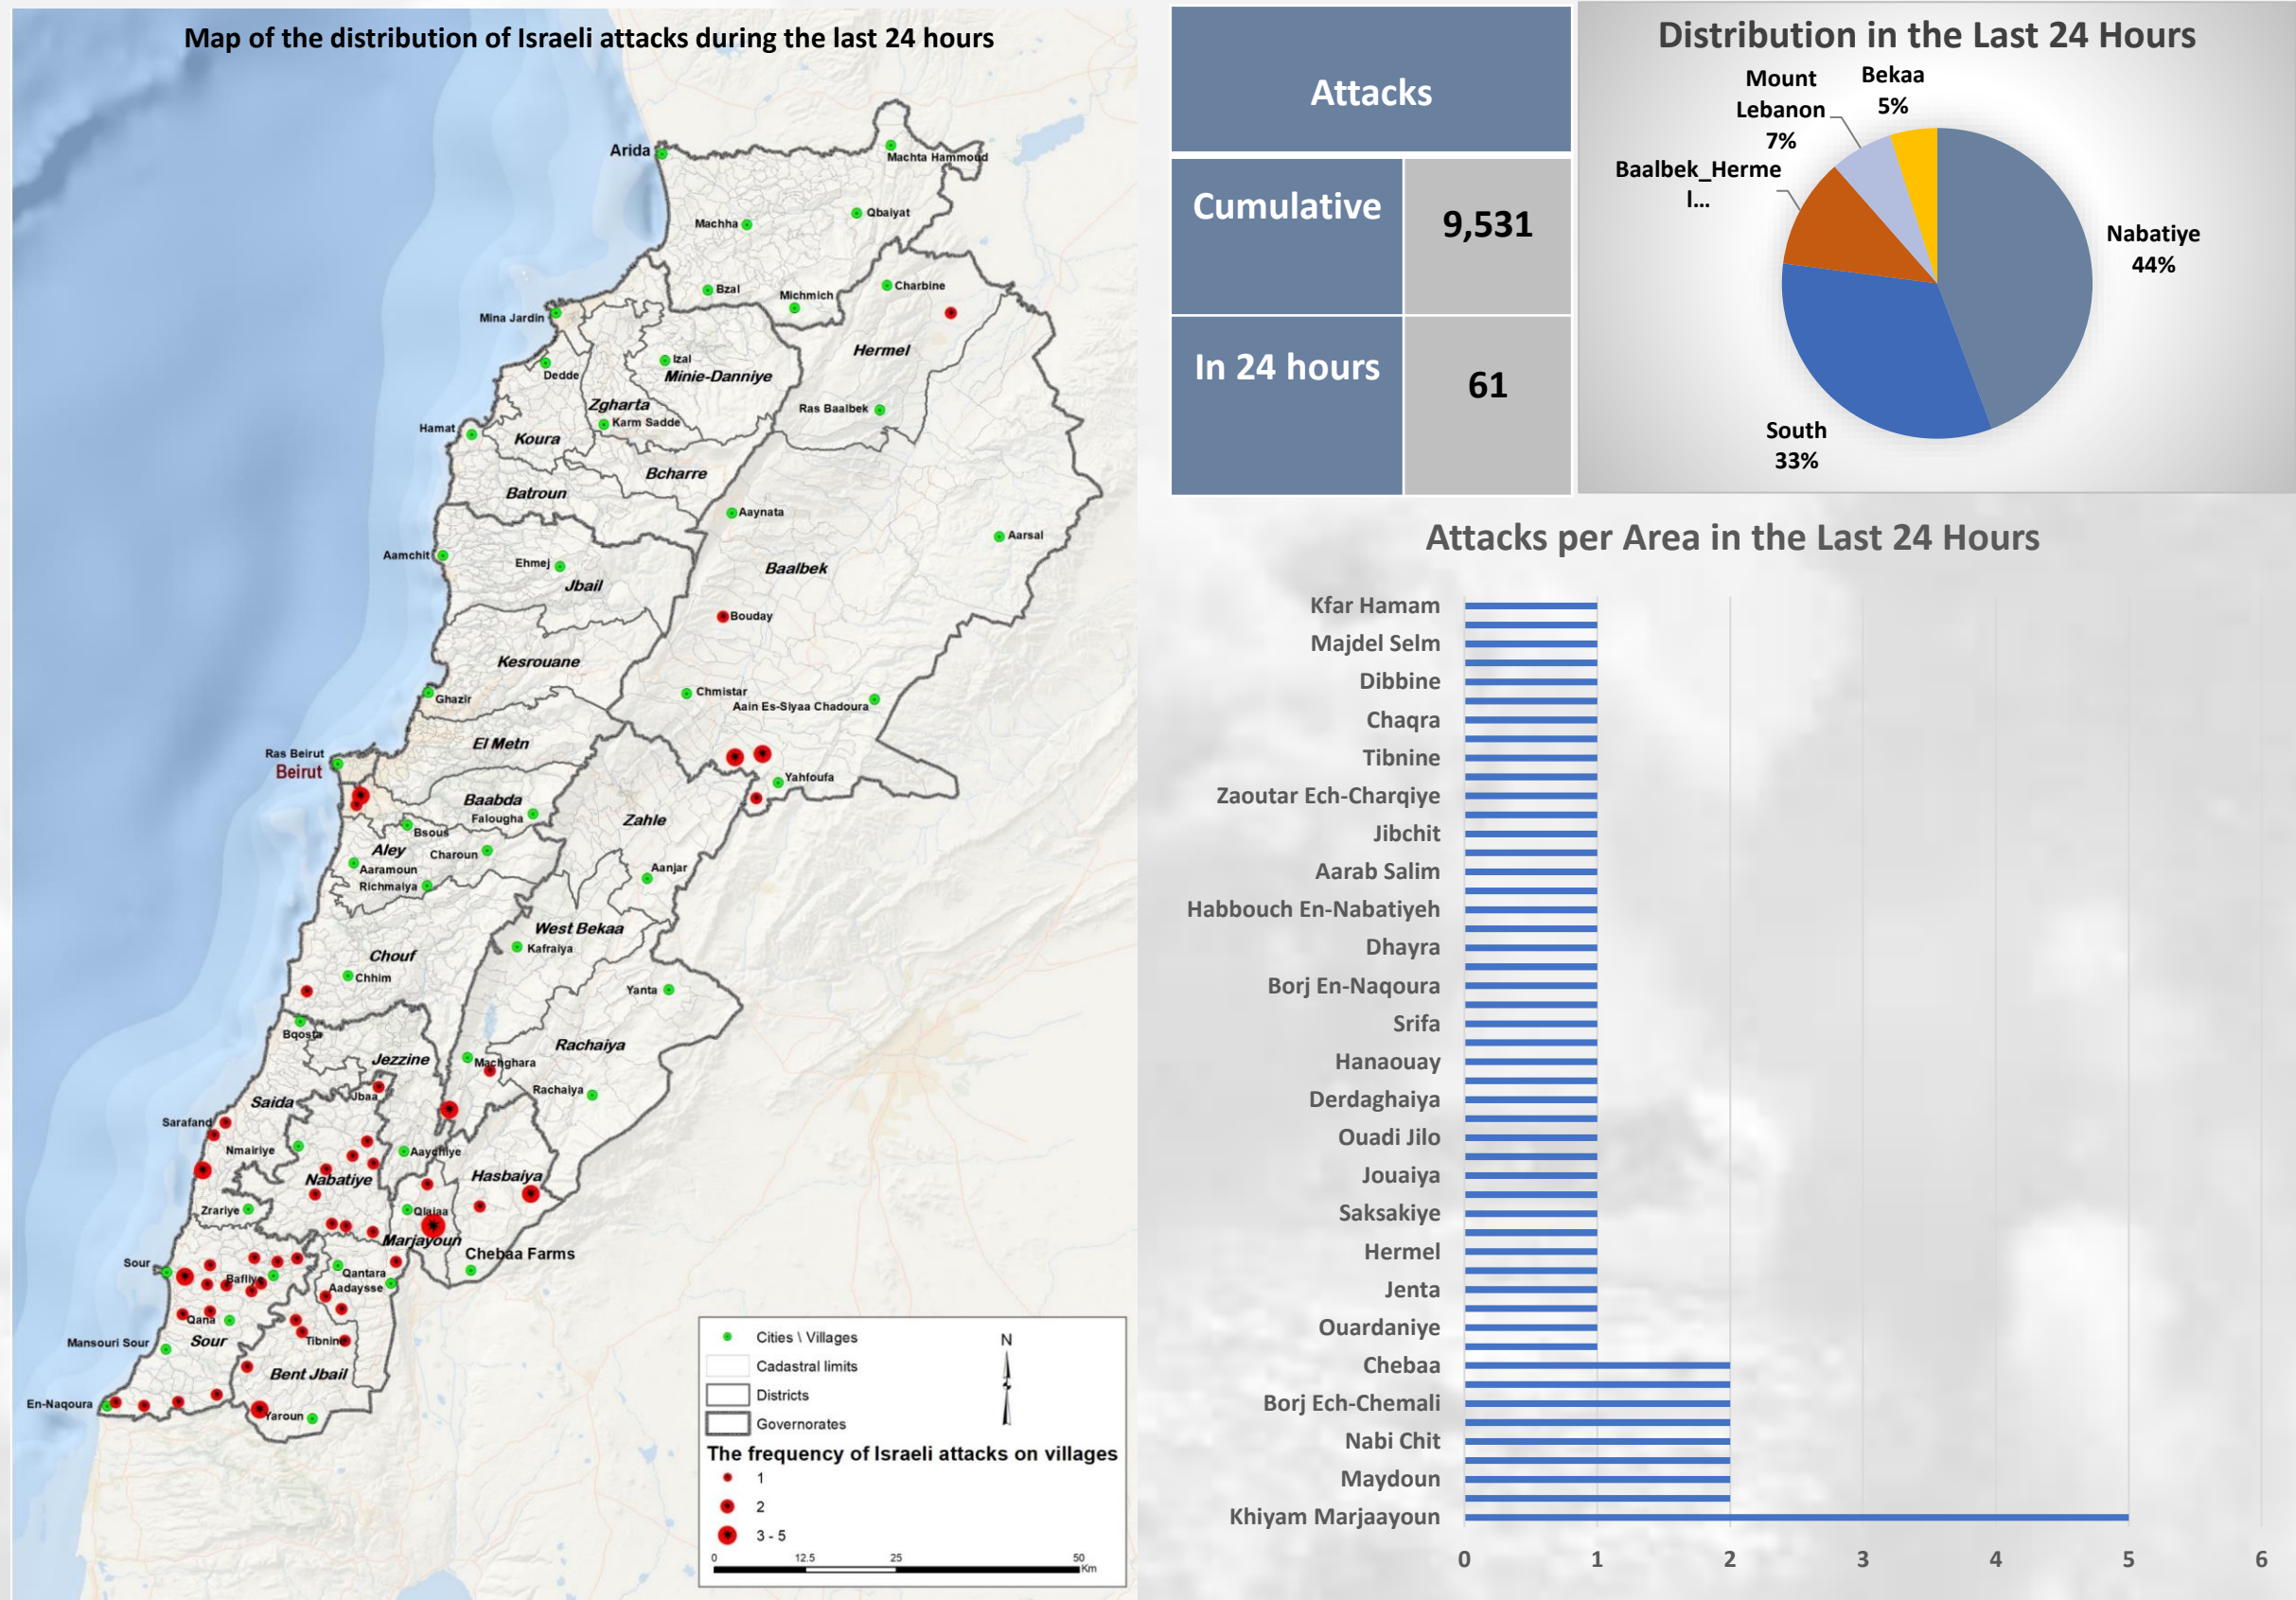 Map of the distribution of Israeli attacks during the last 24 hours
Arida
Machta Hammoud
Machha
Qbaiyat
Bzal
Michmich
Charbine
Mina Jardin
Hermel
Izal
Dedde
Minie-Danniye
Zgharta
Ras Baalbek
Karm Sadde
Hamat
Koura
Bcharre
Batroun
Aaynata
Aarsal
Aamchit
Ehmej
Baalbek
Jbail
Bouday
Kesrouane
Chmistar
Ghazir
Aain Es-Siyaa Chadoura
El Metn
Ras Beirut
Beirut
Yahfoufa
Baabda
Falougha
Zahle
Bsous
Aley
Charoun
Aaramoun
Richmaiya
Aanjar
West Bekaa
Kafraiya
Chouf
Chhim
Yanta
Bqosta
Rachaiya
Jezzine
Machghara
Rachaiya
Jbaa
Saida
Sarafand
Nmairiye
Aaychiye
Hasbaiya
Nabatiye
Zrariye
Qlaiaa
Marjayoun
Chebaa Farms
Sour
Qantara
Bafliye
Aadaysse
Qana
Mansouri Sour
Sour
Tibnine
Bent Jbail
En-Naqoura
Yaroun
Cities \ Villages
Cadastral limits
Districts
Governorates
N
The frequency of Israeli attacks on villages
1
2
3 - 5
0 12.5 25 50
Km
Attacks
Cumulative 9,531
In 24 hours 61
Distribution in the Last 24 Hours
Mount
Lebanon
7%
Bekaa
5%
Baalbek_Herme
l...
Nabatiye
44%
South
33%
Attacks per Area in the Last 24 Hours
Kfar Hamam
Majdel Selm
Dibbine
Chaqra
Tibnine
Zaoutar Ech-Charqiye
Jibchit
Aarab Salim
Habbouch En-Nabatiyeh
Dhayra
Borj En-Naqoura
Srifa
Hanaouay
Derdaghaiya
Ouadi Jilo
Jouaiya
Saksakiye
Hermel
Jenta
Ouardaniye
Chebaa
Borj Ech-Chemali
Nabi Chit
Maydoun
Khiyam Marjaayoun
0 1 2 3 4 5 6